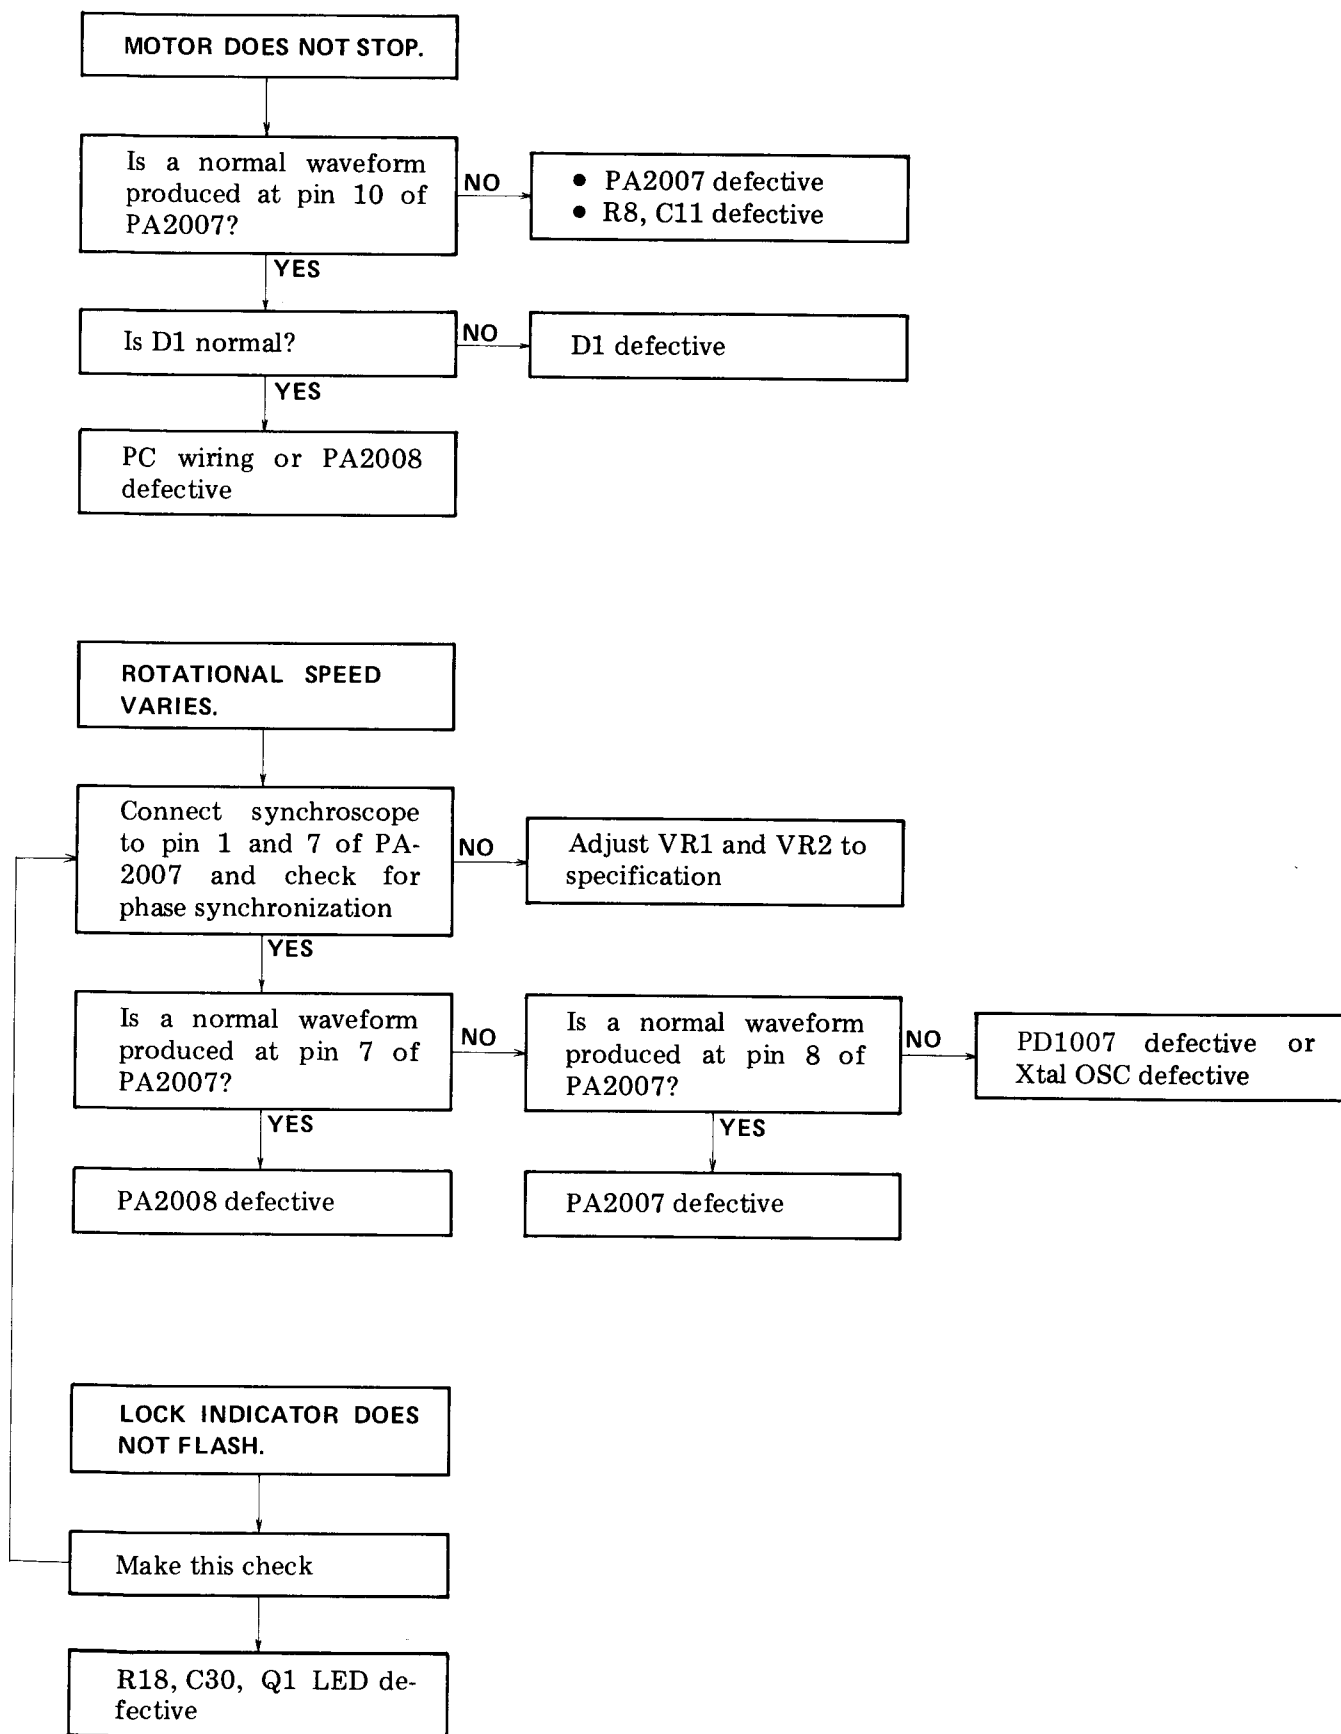 MOTOR DOES NOT STOP.
Is a normal waveform
produced at pin 10 of
PA2007?
NO
• PA2007 defective
• R8, C11 defective
YES
Is D1 normal?
NO
D1 defective
YES
PC wiring or PA2008
defective
ROTATIONAL SPEED
VARIES.
Connect synchroscope
to pin 1 and 7 of PA-
2007 and check for
phase synchronization
NO
Adjust VR1 and VR2 to
specification
YES
Is a normal waveform
produced at pin 7 of
PA2007?
NO
Is a normal waveform
produced at pin 8 of
PA2007?
NO
PD1007 defective or
Xtal OSC defective
YES
PA2008 defective
YES
PA2007 defective
LOCK INDICATOR DOES
NOT FLASH.
Make this check
R18, C30, Q1 LED de-
fective